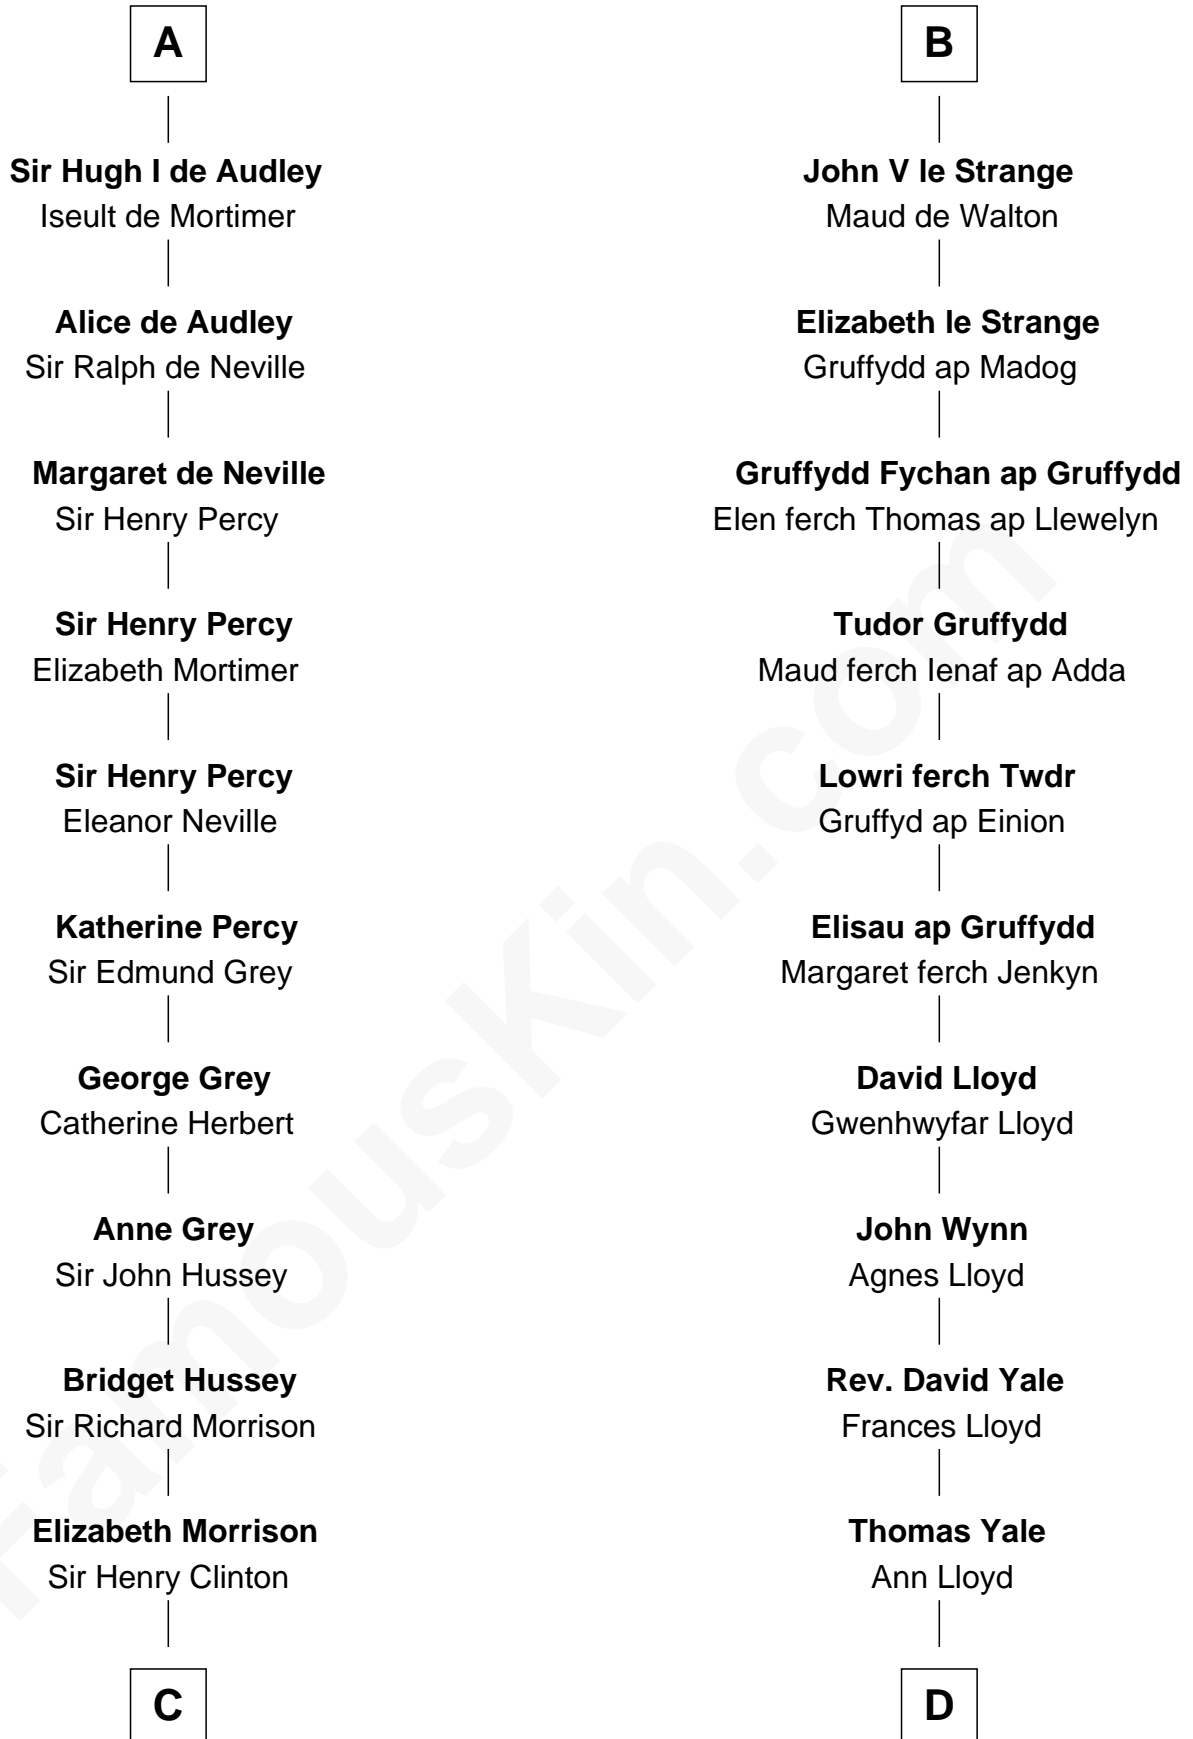 A
Sir Hugh I de Audley
Iseult de Mortimer
Alice de Audley
Sir Ralph de Neville
Margaret de Neville
Sir Henry Percy
Sir Henry Percy
Elizabeth Mortimer
Sir Henry Percy
Eleanor Neville
Katherine Percy
Sir Edmund Grey
George Grey
Catherine Herbert
Anne Grey
Sir John Hussey
Bridget Hussey
Sir Richard Morrison
Elizabeth Morrison
Sir Henry Clinton
C
B
John V le Strange
Maud de Walton
Elizabeth le Strange
Gruffydd ap Madog
Gruffydd Fychan ap Gruffydd
Elen ferch Thomas ap Llewelyn
Tudor Gruffydd
Maud ferch Ienaf ap Adda
Lowri ferch Twdr
Gruffyd ap Einion
Elisau ap Gruffydd
Margaret ferch Jenkyn
David Lloyd
Gwenhwyfar Lloyd
John Wynn
Agnes Lloyd
Rev. David Yale
Frances Lloyd
Thomas Yale
Ann Lloyd
D
FamousKin.com